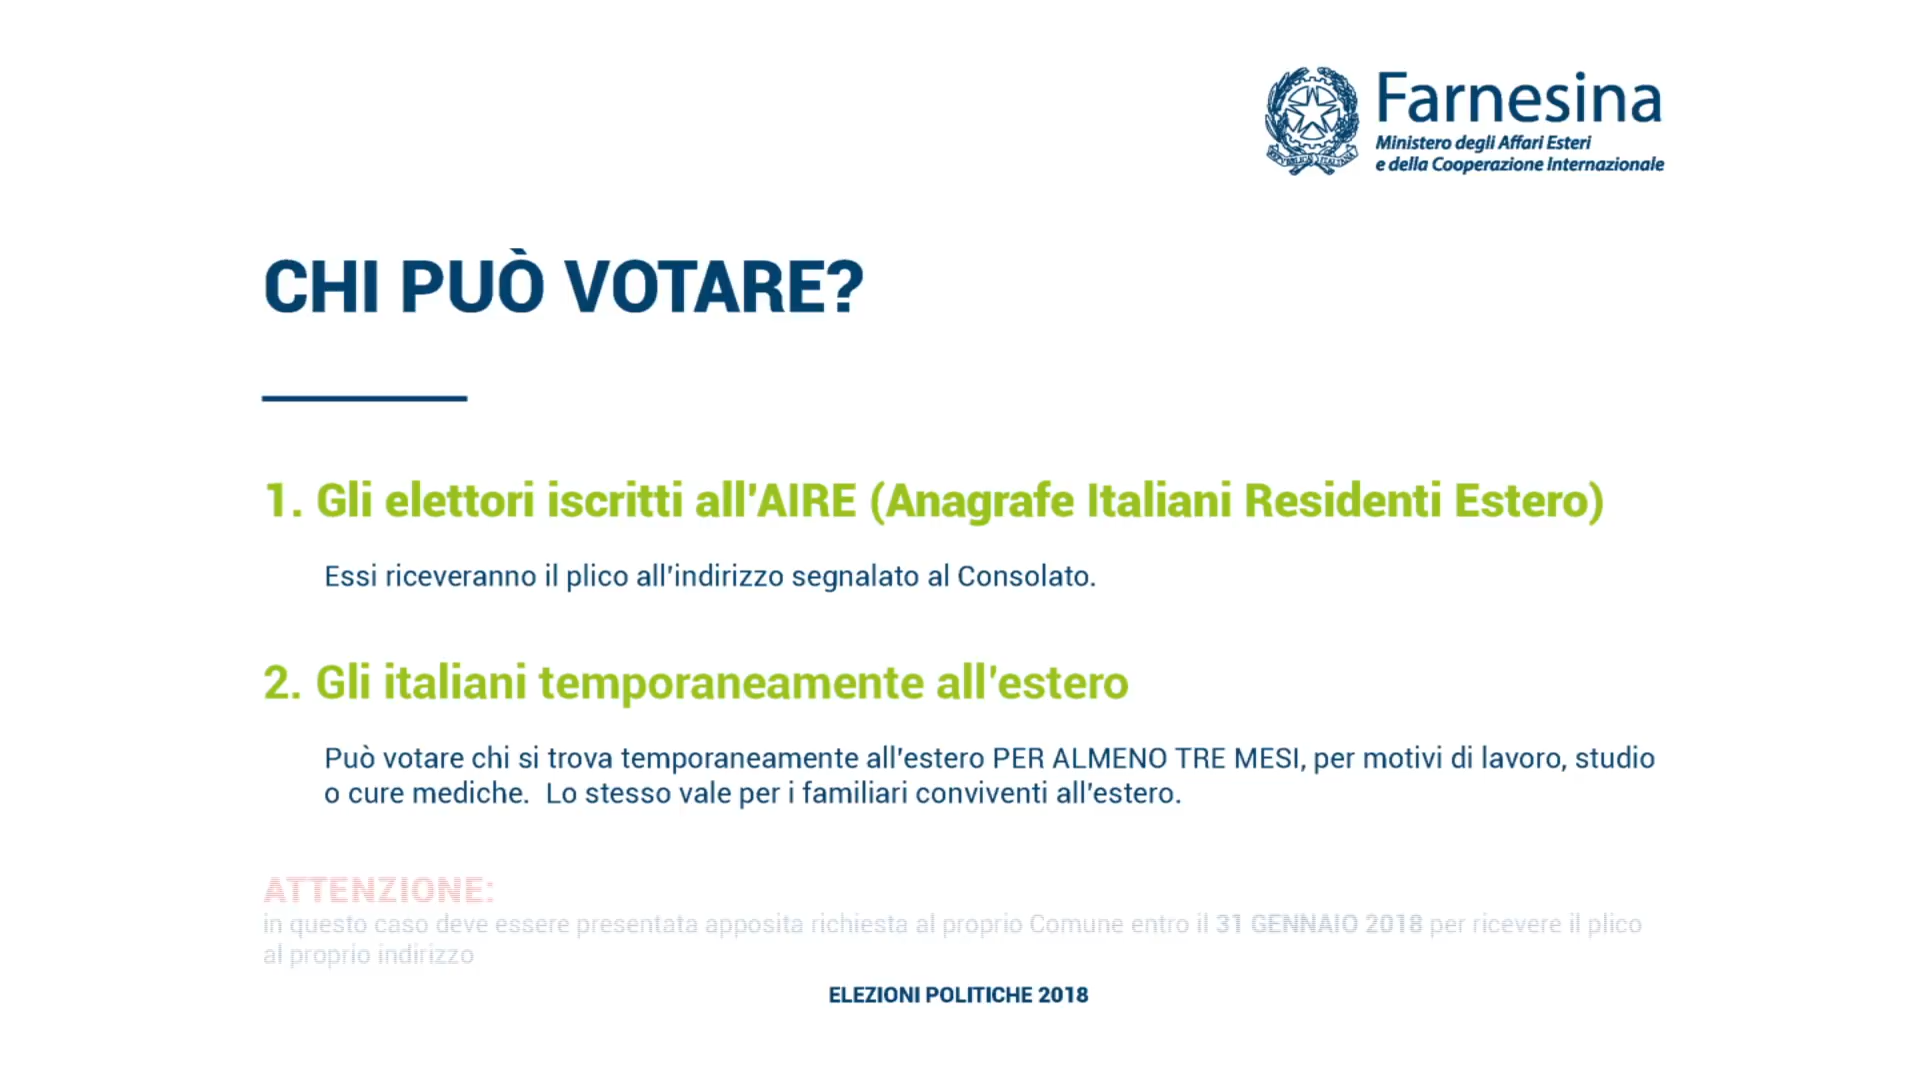 Farnesina
Ministero degli Affari Esteri
e della Cooperazione Internazionale
CHI PUÒ VOTARE?
1. Gli elettori iscritti all'AIRE (Anagrafe Italiani Residenti Estero)
Essi riceveranno il plico all'indirizzo segnalato al Consolato.
2. Gli italiani temporaneamente all'estero
Può votare chi si trova temporaneamente all'estero PER ALMENO TRE MESI, per motivi di lavoro, studio
o cure mediche. Lo stesso vale per i familiari conviventi all'estero.
ATTENZIONE:
in questo caso deve essere presentata apposita richiesta al proprio Comune entro il 31 GENNAIO 2018 per ricevere il plico
al proprio indirizzo
ELEZIONI POLITICHE 2018